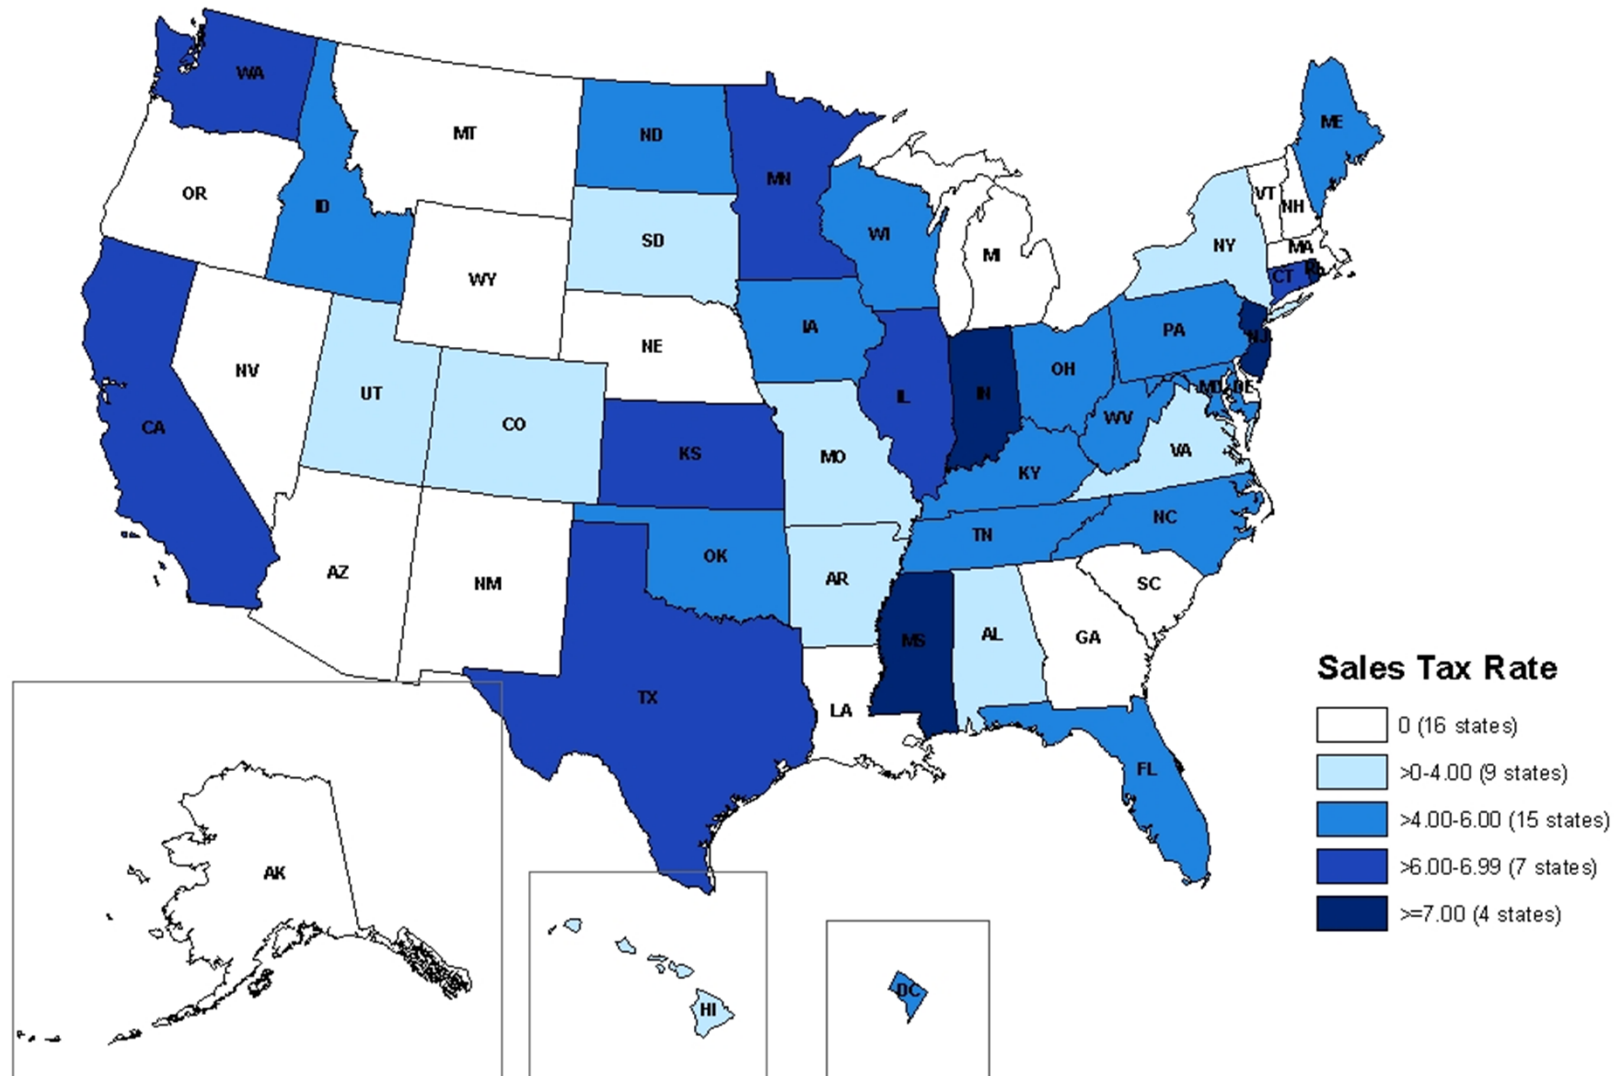 WA
MT
ND
MN
ME
OR
ID
SD
WI
MI
VT
NH
NY
MA
WY
CT
RI
IA
PA
NE
NJ
NV
OH
UT
IL
IN
MD
DE
CO
CA
WV
KS
MO
KY
VA
NC
TN
OK
AZ
NM
AR
SC
MS
AL
GA
TX
LA
FL
AK
HI
DC
Sales Tax Rate
0 (16 states)
>0-4.00 (9 states)
>4.00-6.00 (15 states)
>6.00-6.99 (7 states)
>=7.00 (4 states)